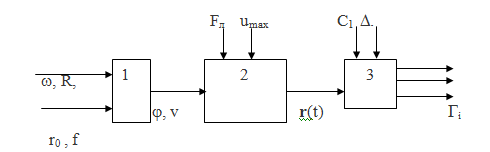 Fл umax
C1 Δ.
ω, R,
1
2
3
φ, v
r(t)
Γi
r0 , f